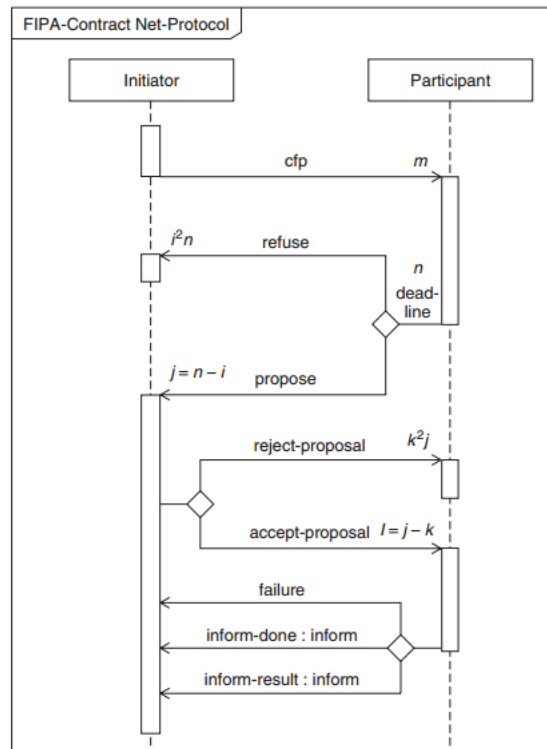 FIPA-Contract Net-Protocol
Initiator
Participant
cfp
m
i²n
refuse
n
dead-
line
j = n – i
propose
reject-proposal
k²j
accept-proposal
l = j – k
failure
inform-done : inform
inform-result : inform